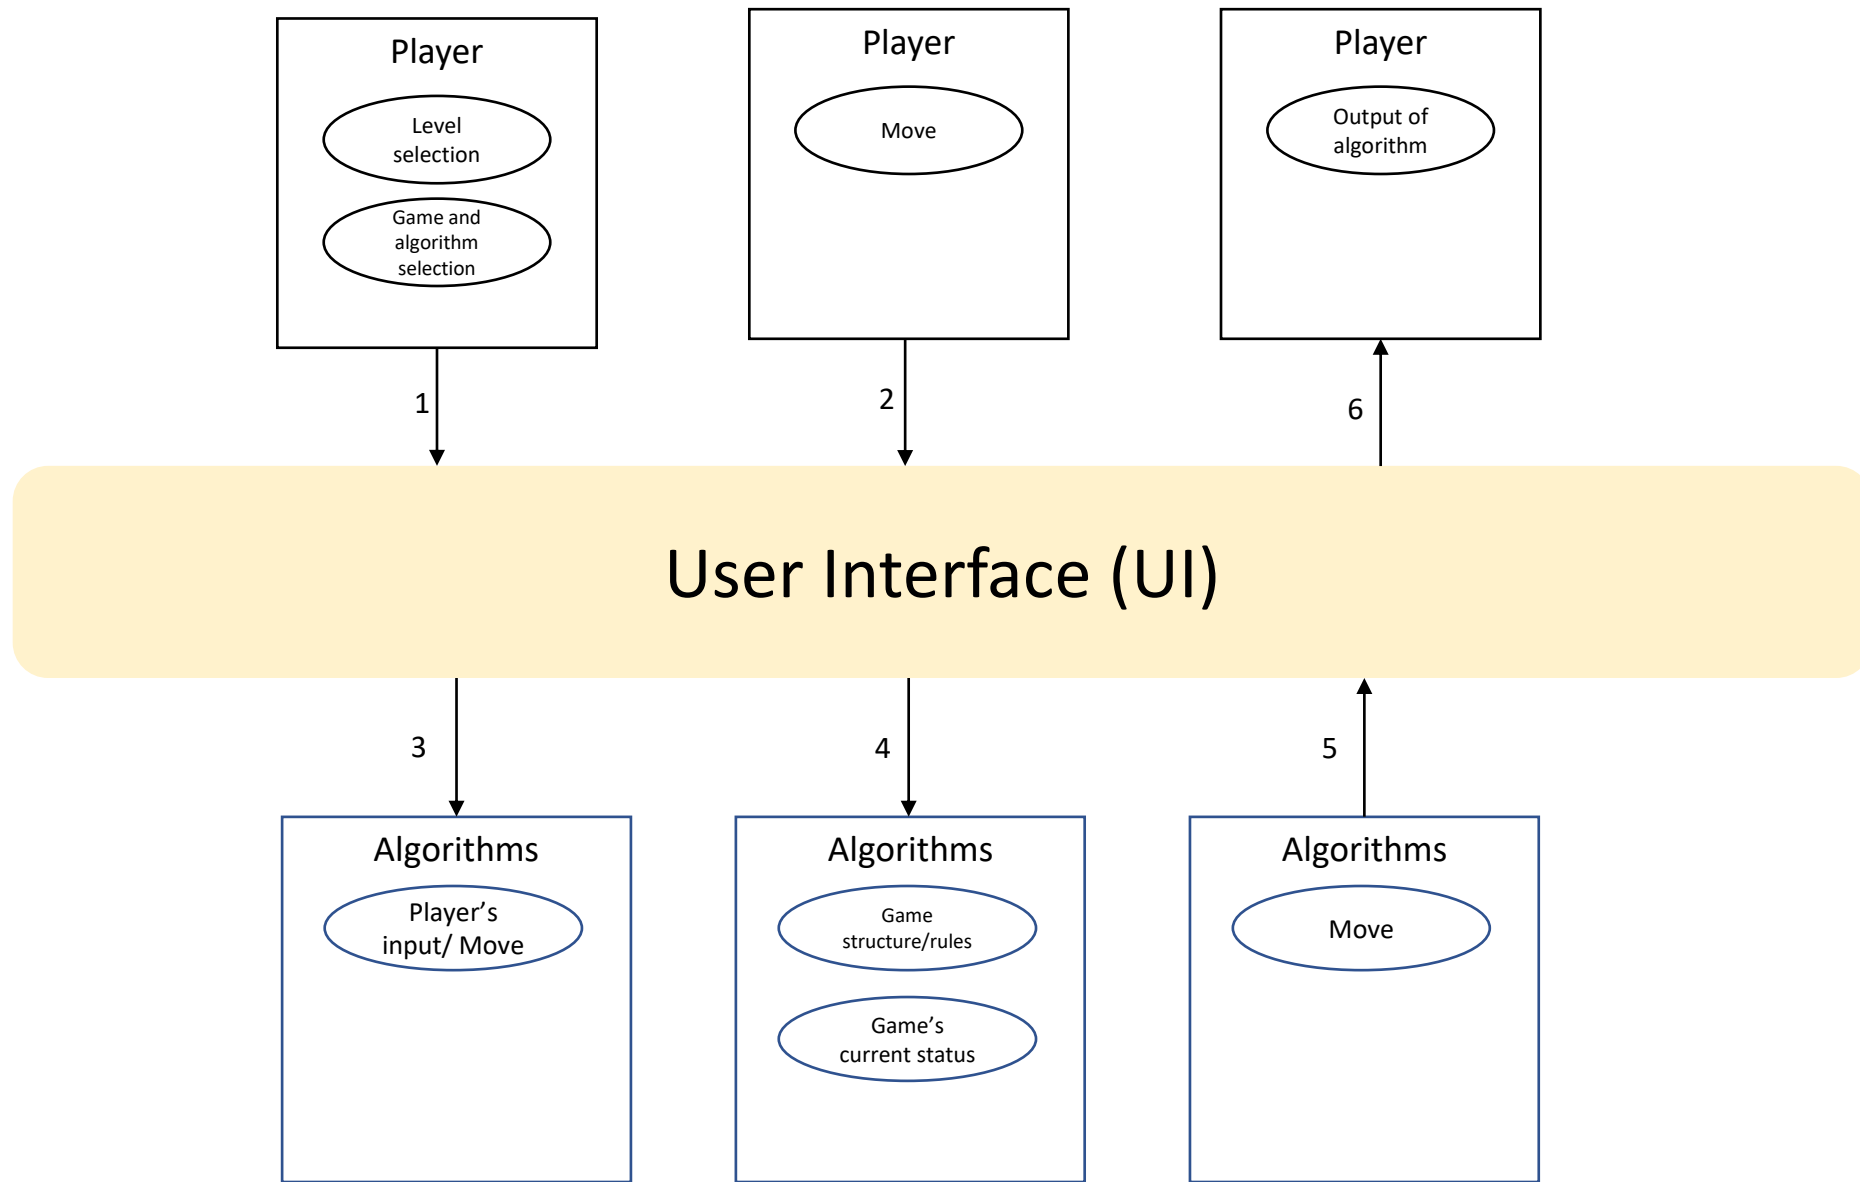 Player
Level
selection
Game and
algorithm
selection
Player
Move
Player
Output of
algorithm
1
2
6
User Interface (UI)
3
4
5
Algorithms
Player’s
input/ Move
Algorithms
Game
structure/rules
Game’s
current status
Algorithms
Move